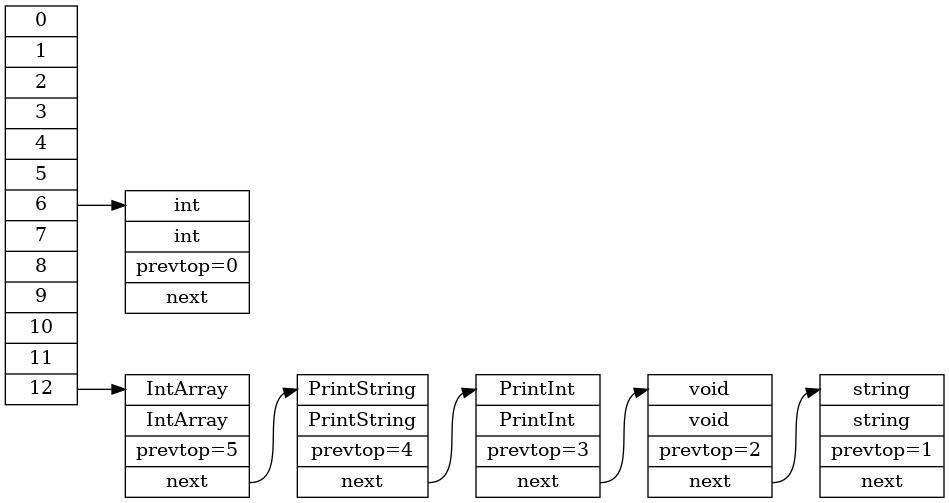 0
1
2
3
4
5
6
7
8
9
10
11
12
int
int
prevtop=0
next
IntArray
IntArray
prevtop=5
next
PrintString
PrintString
prevtop=4
next
PrintInt
PrintInt
prevtop=3
next
void
void
prevtop=2
next
string
string
prevtop=1
next